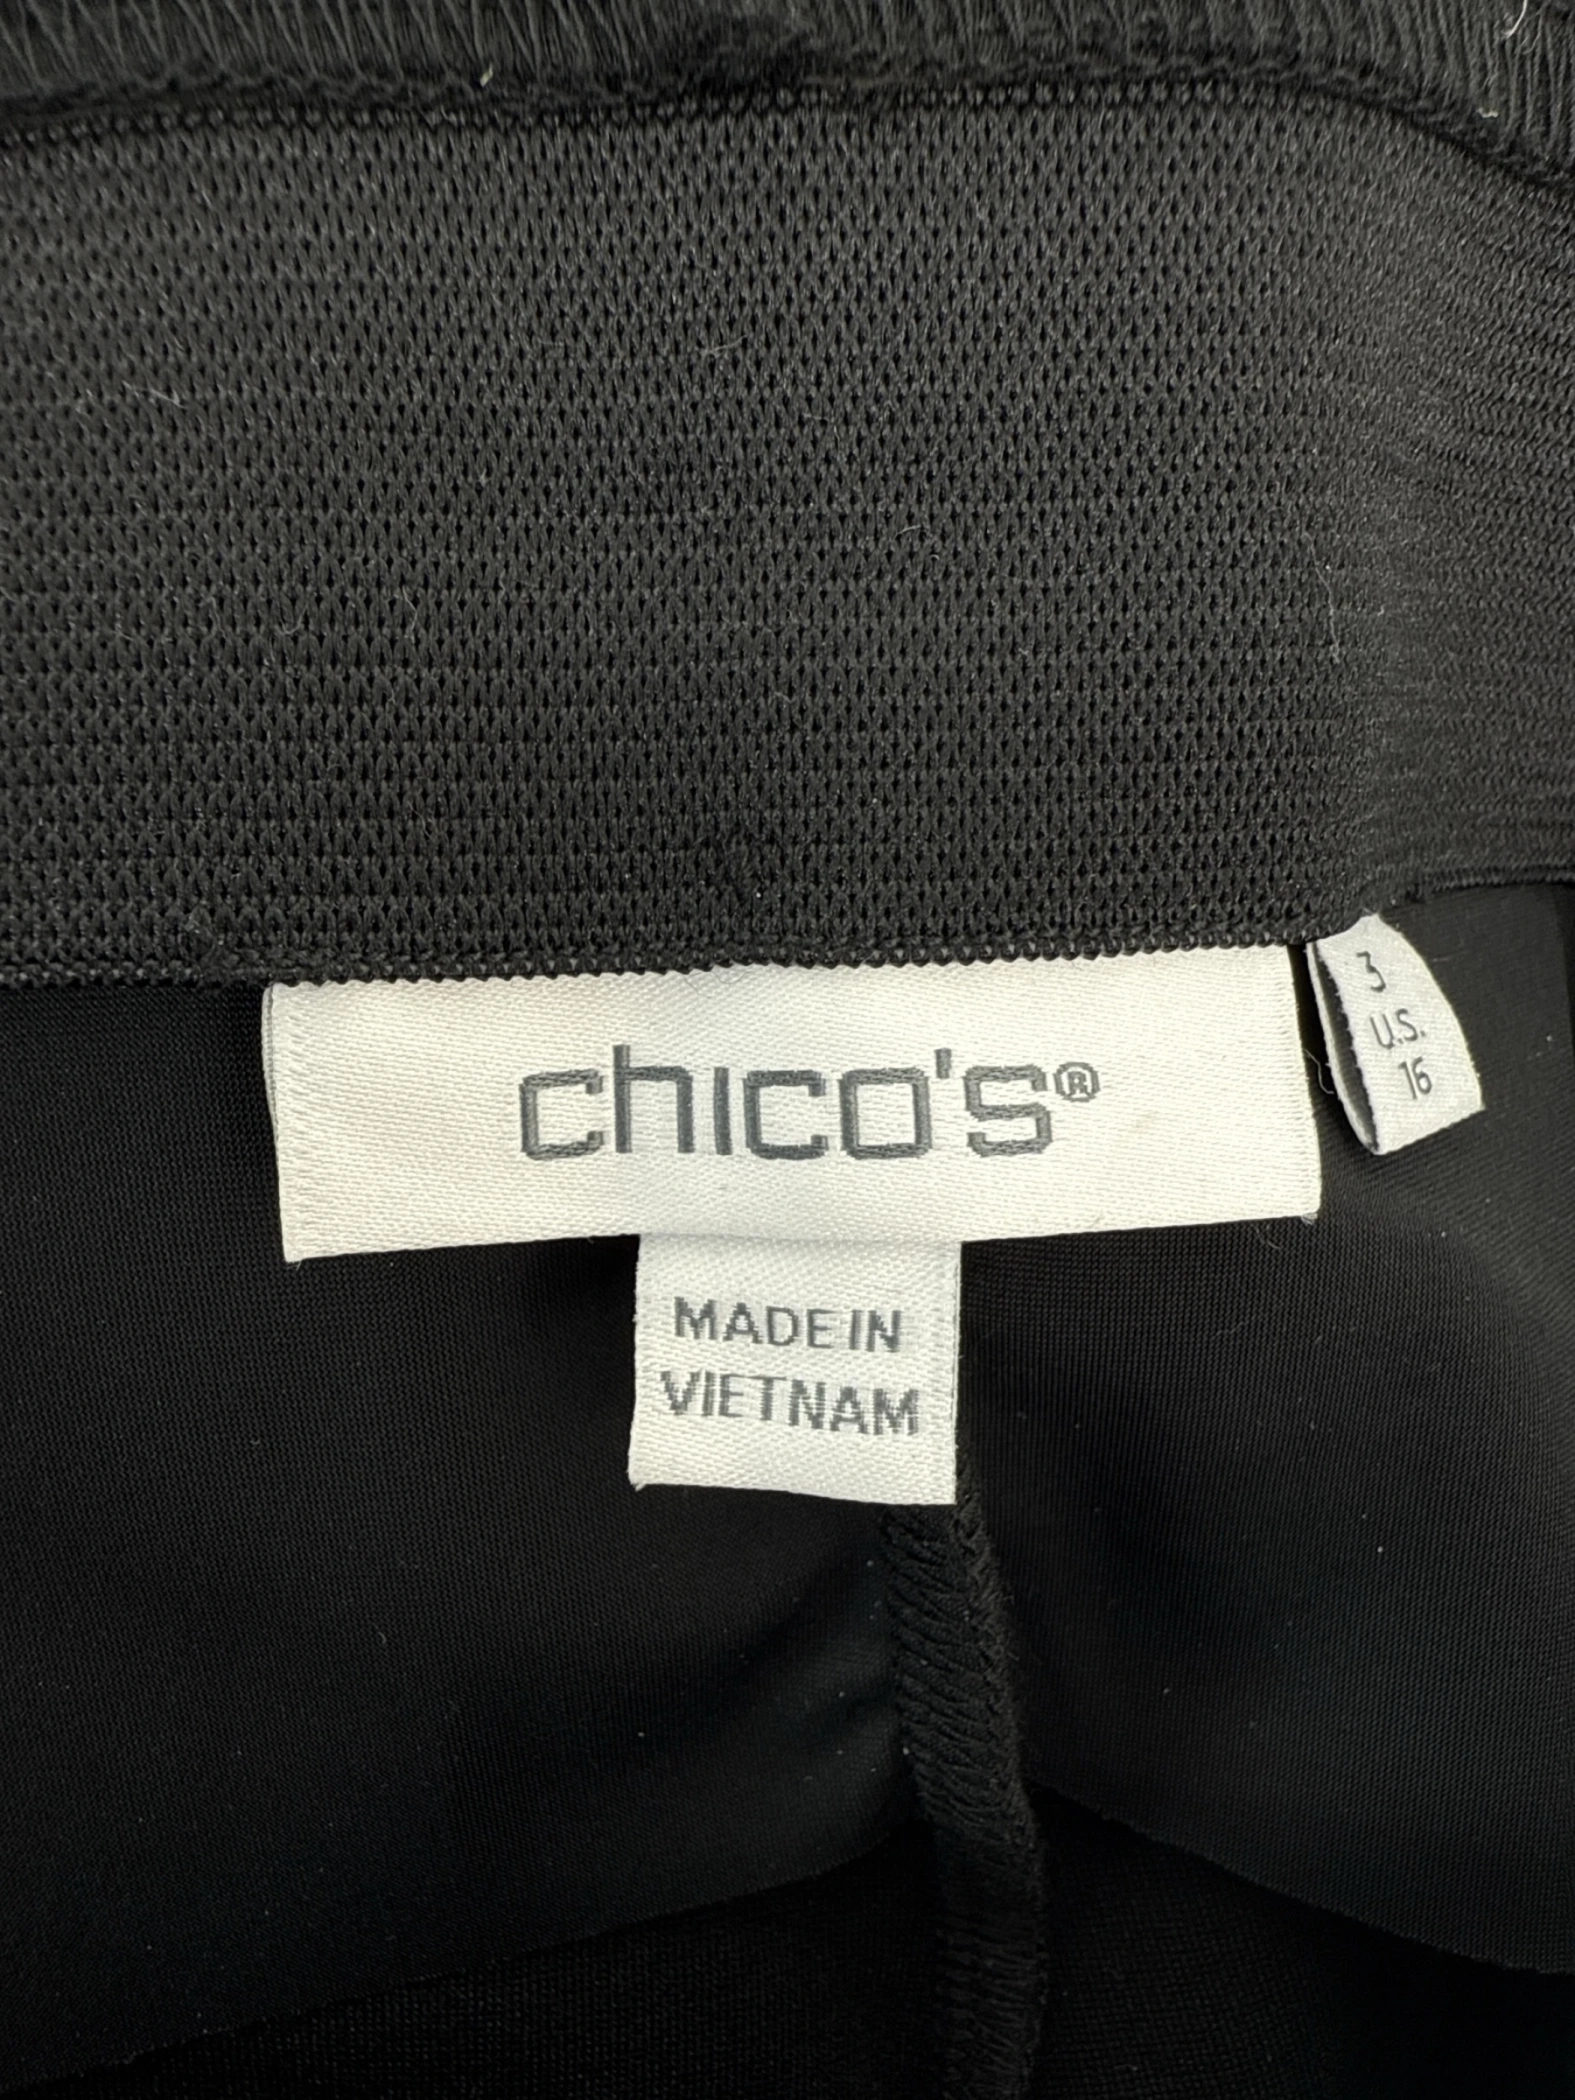 chico's®
3
U.S.
16
MADE IN
VIETNAM